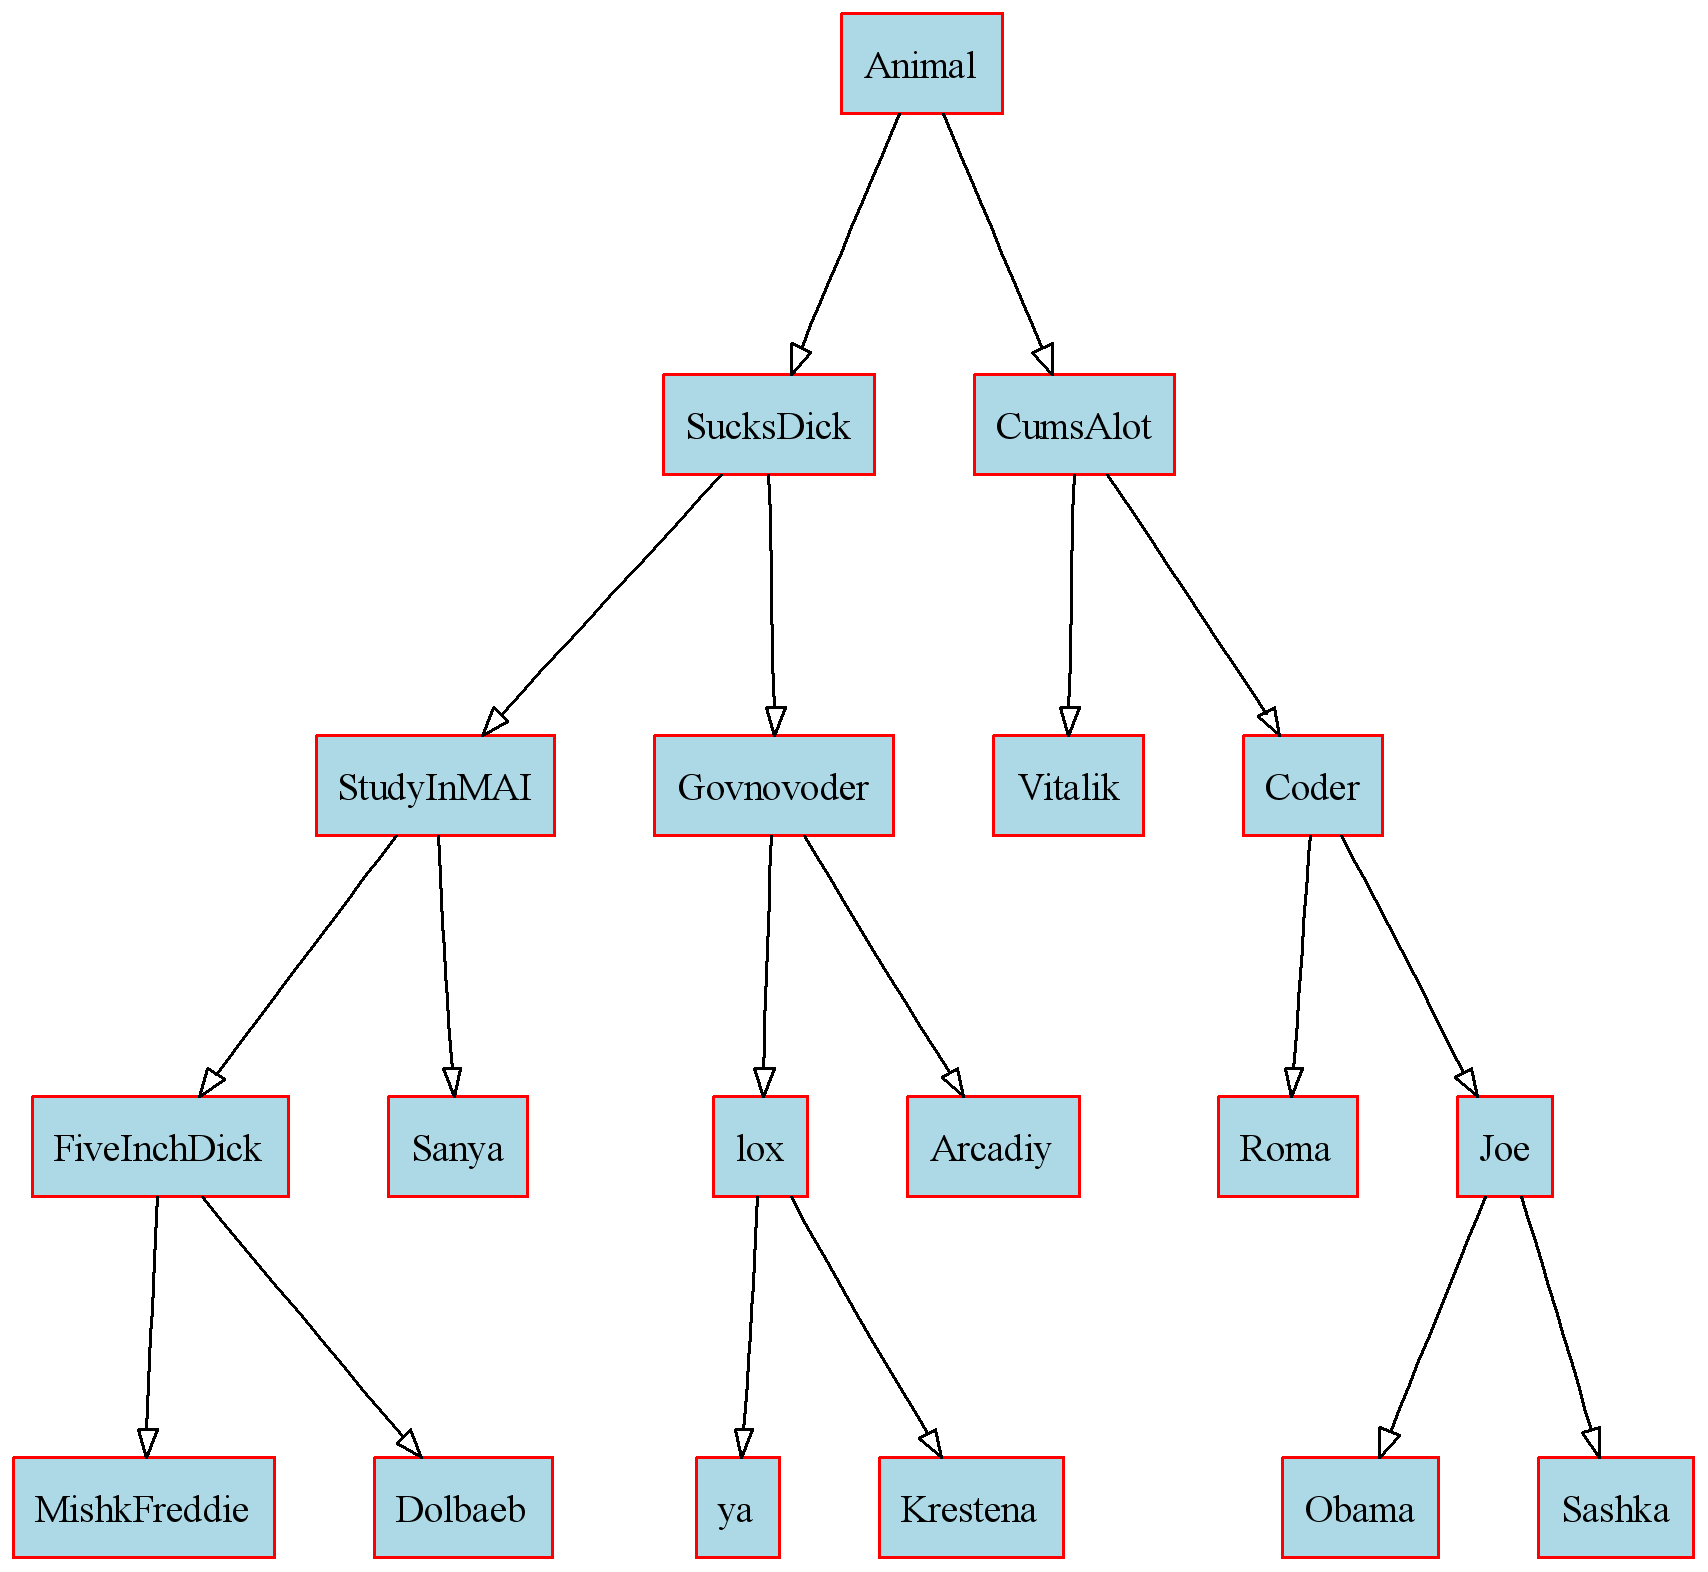 Animal
SucksDick
CumsAlot
StudyInMAI
Govnovoder
Vitalik
Coder
FiveInchDick
Sanya
lox
Arcadiy
Roma
Joe
MishkFreddie
Dolbaeb
ya
Krestena
Obama
Sashka